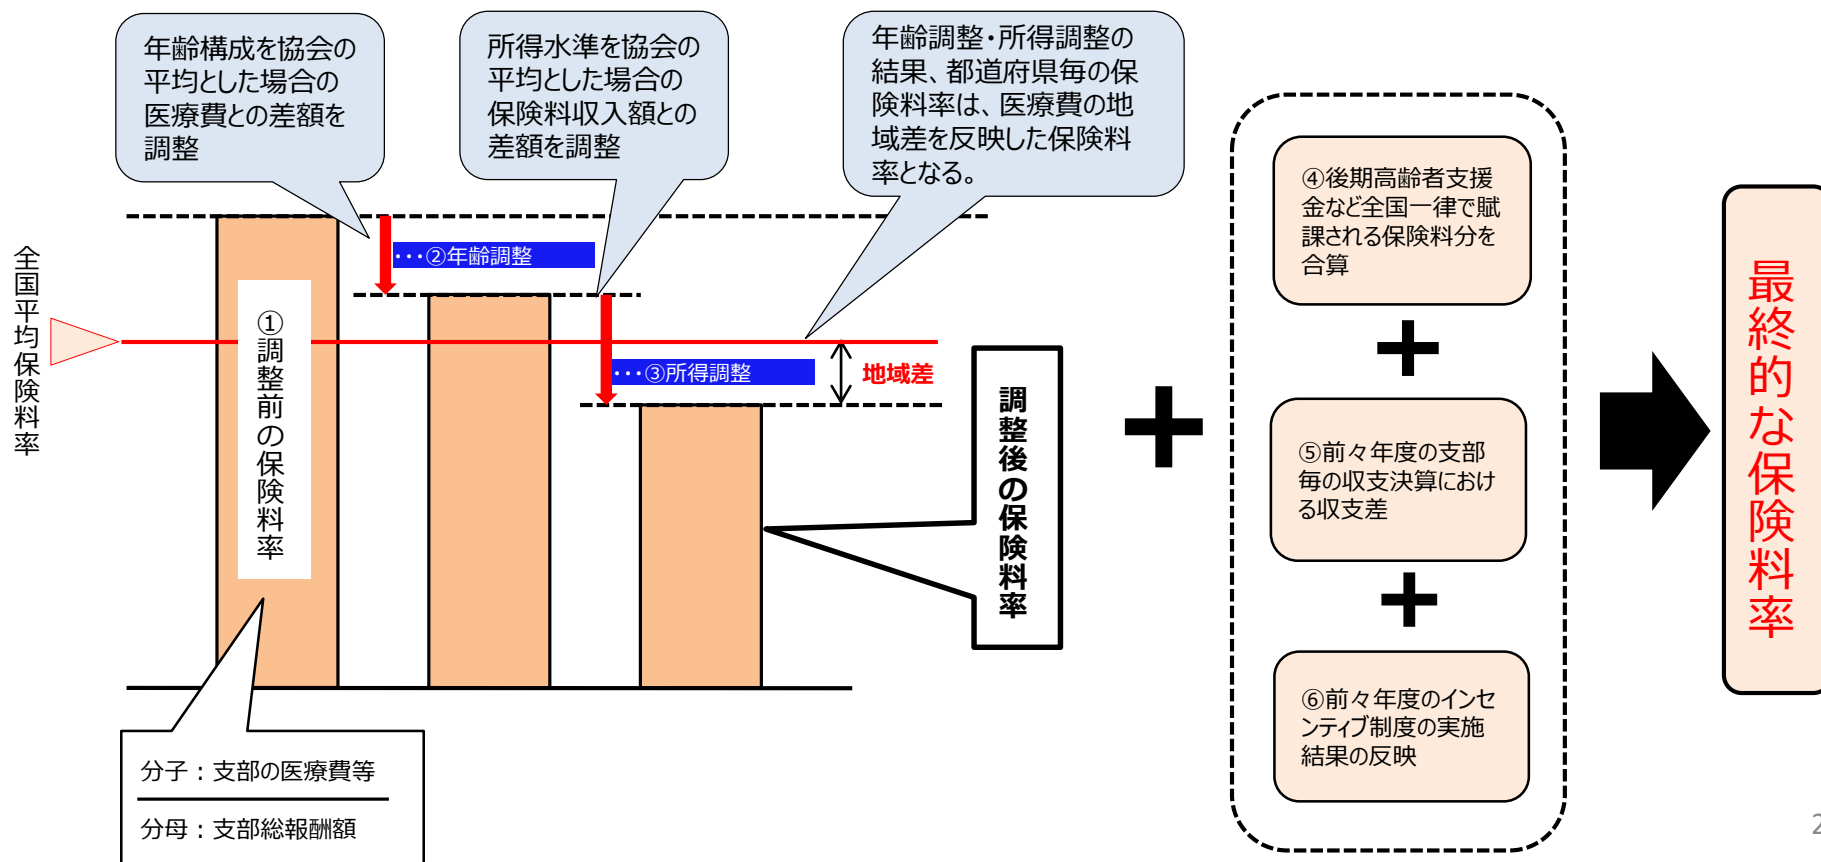 年齢構成を協会の
平均とした場合の
医療費との差額を
調整
所得水準を協会の
平均とした場合の
保険料収入額との
差額を調整
年齢調整・所得調整の
結果、都道府県毎の保
険料率は、医療費の地
域差を反映した保険料
率となる。
全国平均保険料率
･･･②年齢調整
･･･③所得調整
地域差
①調整前の保険料率
調整後の保険料率
分子：支部の医療費等
分母：支部総報酬額
④後期高齢者支援
金など全国一律で賦
課される保険料分を
合算
⑤前々年度の支部
毎の収支決算におけ
る収支差
⑥前々年度のインセ
ンティブ制度の実施
結果の反映
最終的な保険料率
2